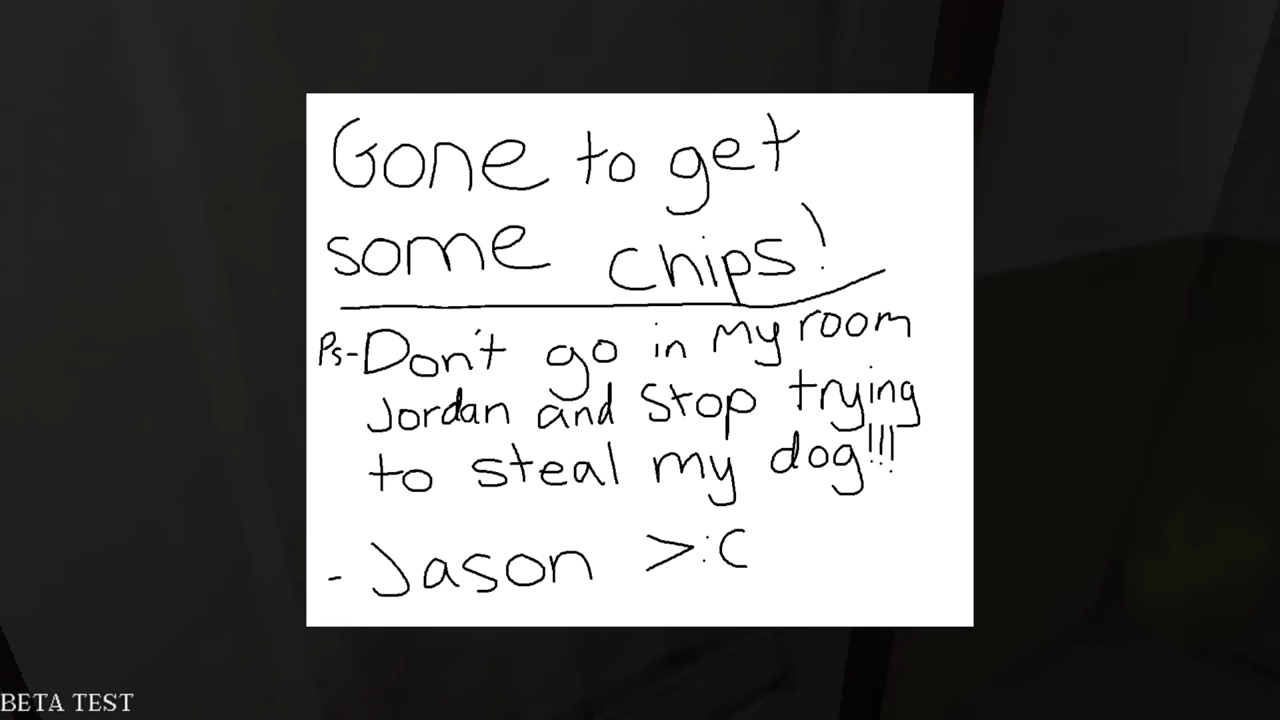 Gone to get
some chips!
Ps-Don't go in My room
Jordan and Stop trying
to steal my dog!!!
- Jason >:C
BETA TEST